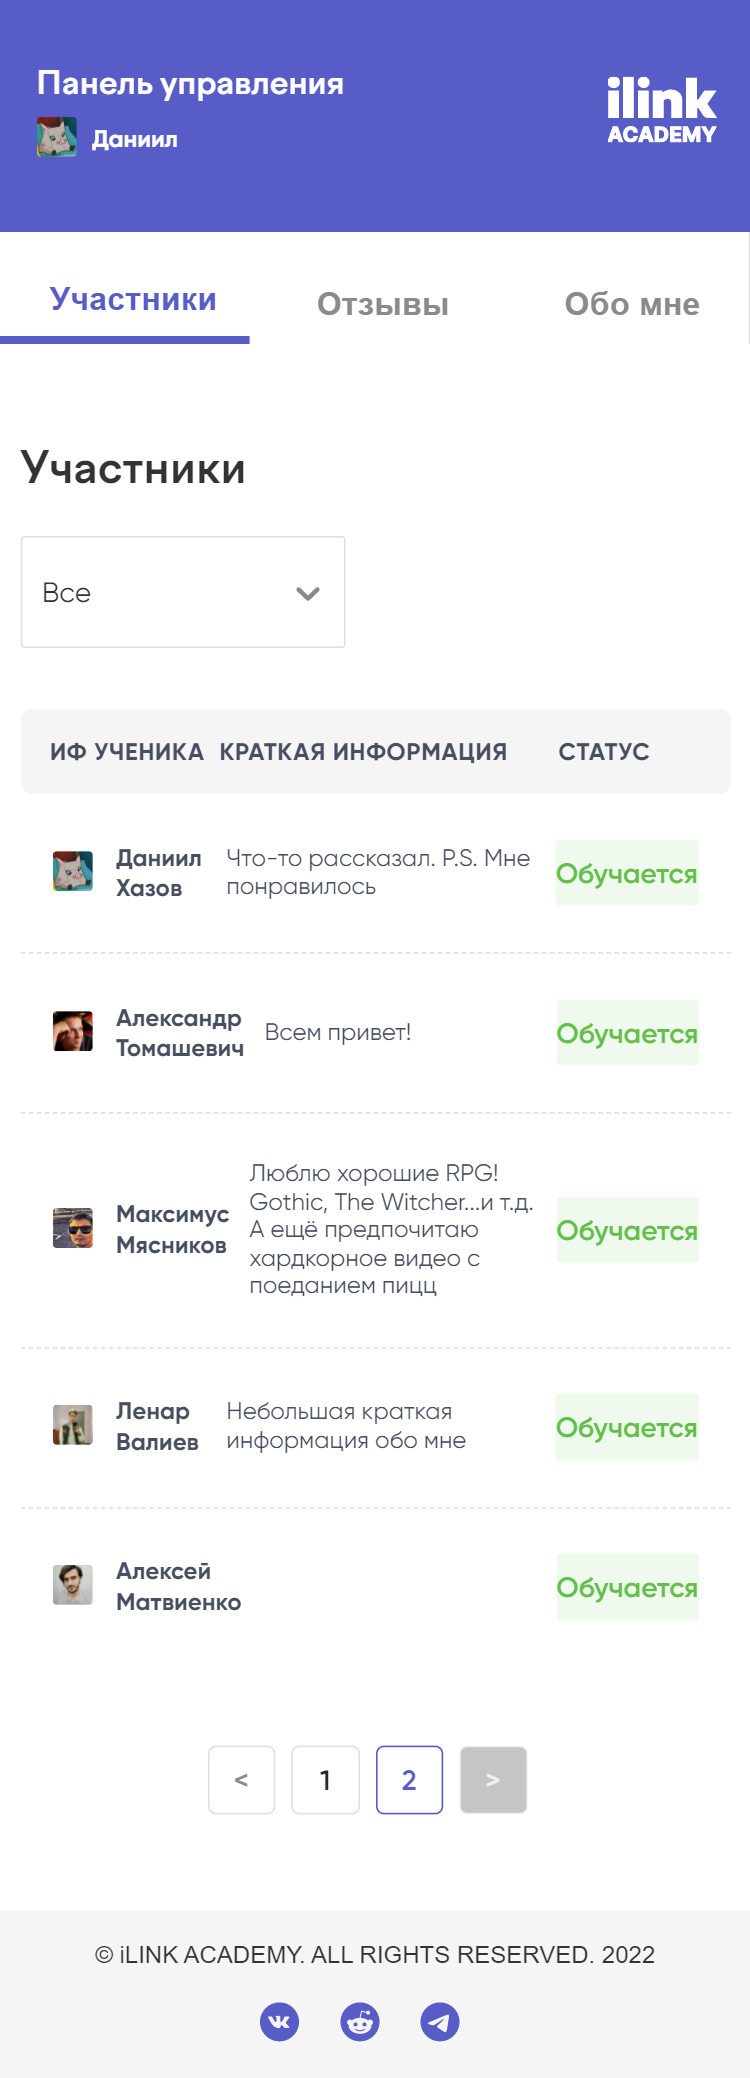 Панель управления
Даниил
ilink
ACADEMY
Участники
Отзывы
Обо мне
Участники
Все
ИФ УЧЕНИКА КРАТКАЯ ИНФОРМАЦИЯ СТАТУС
Даниил
Хазов
Что-то рассказал. P.S. Мне
понравилось
Обучается
Александр
Томашевич
Всем привет!
Обучается
Максимус
Мясников
Люблю хорошие RPG!
Gothic, The Witcher...и т.д.
А ещё предпочитаю
хардкорное видео с
поеданием пицц
Обучается
Ленар
Валиев
Небольшая краткая
информация обо мне
Обучается
Алексей
Матвиенко
Обучается
< 1 2 >
© iLINK ACADEMY. ALL RIGHTS RESERVED. 2022